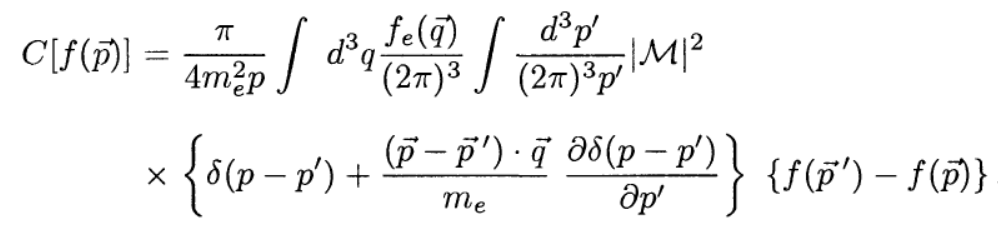 C[f(\vec{p})] = \frac{\pi}{4m_e^2 p} \int d^3q \frac{f_e(\vec{q})}{(2\pi)^3} \int \frac{d^3p'}{(2\pi)^3 p'} |\mathcal{M}|^2
\times \left\{ \delta(p - p') + \frac{(\vec{p} - \vec{p}\,') \cdot \vec{q}}{m_e} \frac{\partial \delta(p - p')}{\partial p'} \right\} \{f(\vec{p}\,') - f(\vec{p})\}.